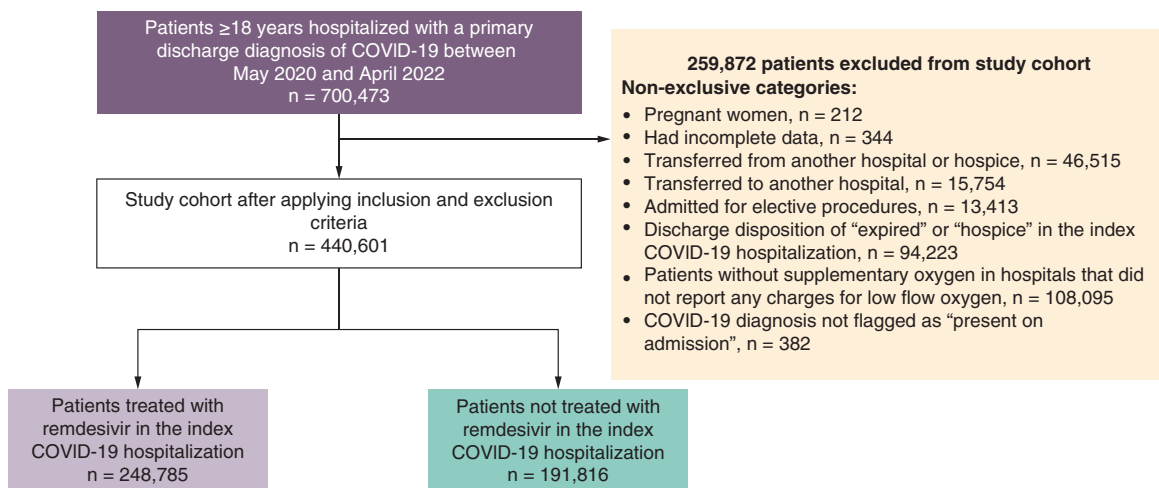 Patients ≥18 years hospitalized with a primary
discharge diagnosis of COVID-19 between
May 2020 and April 2022
n = 700,473
259,872 patients excluded from study cohort
Non-exclusive categories:
• Pregnant women, n = 212
• Had incomplete data, n = 344
• Transferred from another hospital or hospice, n = 46,515
• Transferred to another hospital, n = 15,754
• Admitted for elective procedures, n = 13,413
• Discharge disposition of “expired” or “hospice” in the index
COVID-19 hospitalization, n = 94,223
• Patients without supplementary oxygen in hospitals that did
not report any charges for low flow oxygen, n = 108,095
• COVID-19 diagnosis not flagged as “present on
admission”, n = 382
Study cohort after applying inclusion and exclusion
criteria
n = 440,601
Patients treated with
remdesivir in the index
COVID-19 hospitalization
n = 248,785
Patients not treated with
remdesivir in the index
COVID-19 hospitalization
n = 191,816